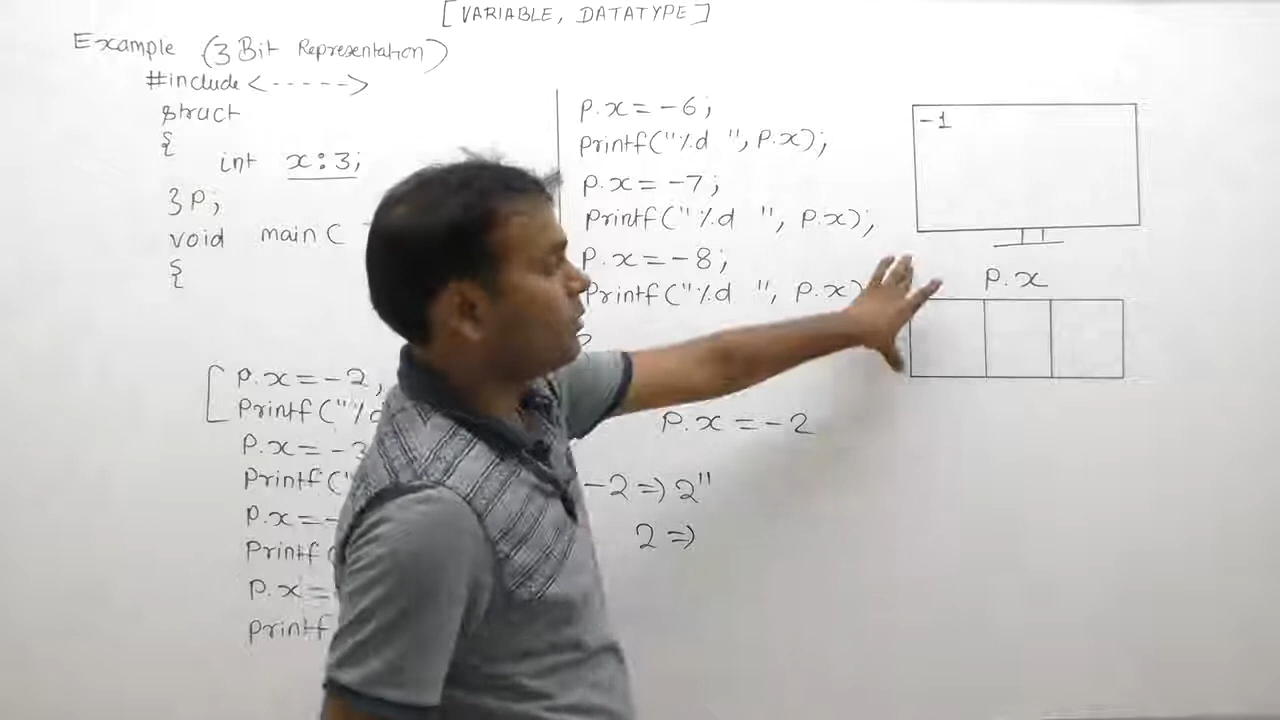 [VARIABLE, DATATYPE]
Example (3 Bit Representation)
#include <----->
struct
{
int x:3;
}P;
void main(
{
P.x=-2,
Printf("%d
P.x=-3
Printf("
P.x=-
Printf
P.x=
Printf
P.x=-6;
Printf("%d ", P.x);
P.x=-7;
Printf("%d ", P.x);
P.x=-8;
Printf("%d ", P.x)
P.x=-2
-2=>2"
2=>
-1
P.x